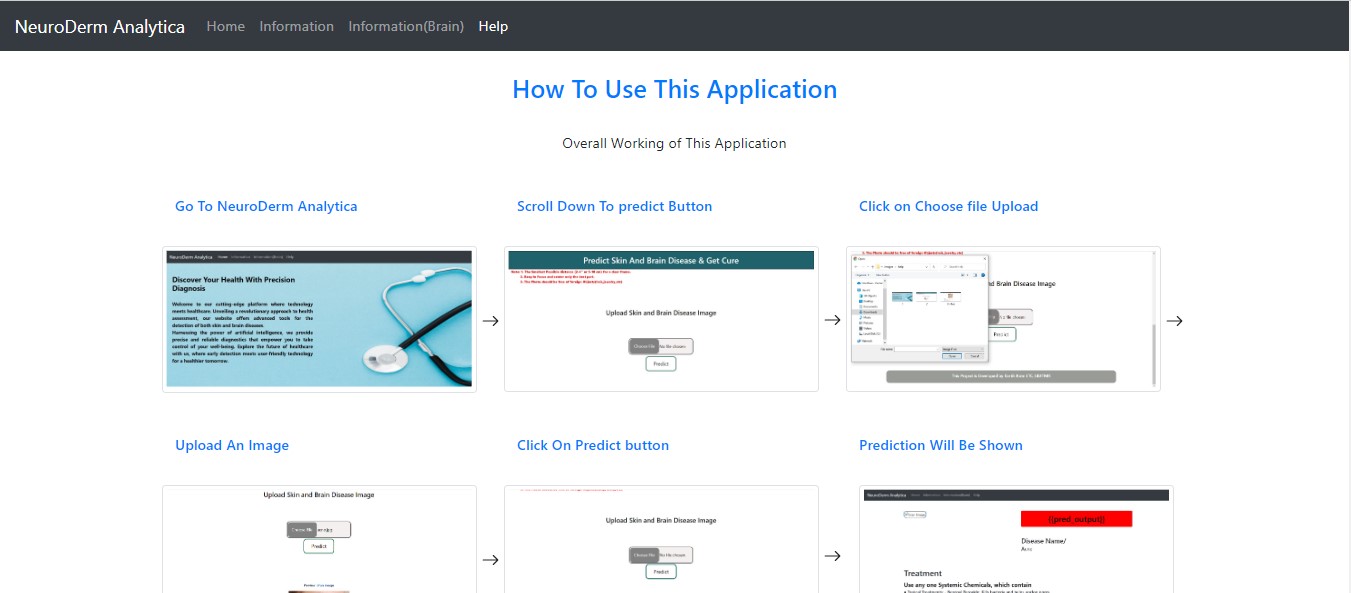 NeuroDerm Analytica Home Information Information(Brain) Help
How To Use This Application
Overall Working of This Application
Go To NeuroDerm Analytica
Scroll Down To predict Button
Click on Choose file Upload
NeuroDerm Analytica Home
Discover Your Health With Precision
Diagnosis
Welcome to our cutting-edge platform where technology
meets healthcare. Unveiling a revolutionary approach to health
assessment, our website offers advanced tools for the
detection of both skin and brain diseases.
Harnessing the power of artificial intelligence, we provide
precise and reliable diagnostics that empower you to take
control of your well-being. Explore the future of healthcare
with us, where early detection meets user-friendly technology
for a healthier tomorrow.
Predict Skin And Brain Disease & Get Cure
Upload Skin and Brain Disease Image
Choose File No file chosen
Predict
nd Brain Disease Image
file chosen
Predict
Upload An Image
Click On Predict button
Prediction Will Be Shown
Upload Skin and Brain Disease Image
Choose File
Predict
Upload Skin and Brain Disease Image
Choose File No file chosen
Predict
NeuroDerm Analytica
{{pred_output}}
Disease Name/
Acne
Treatment
Use any one Systemic Chemicals, which contain